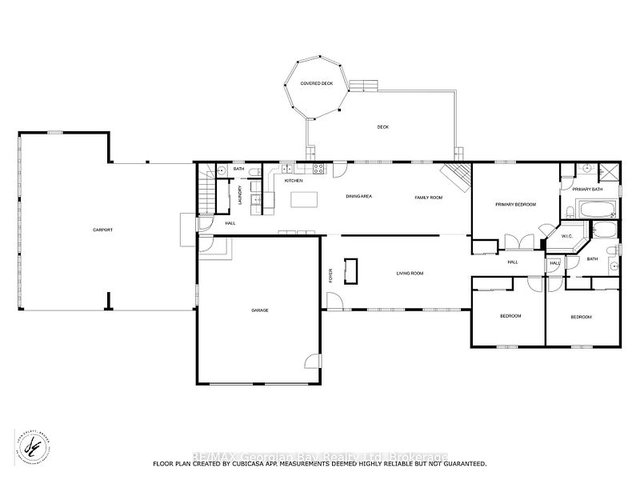 COVERED DECK
DECK
BATH
KITCHEN
LAUNDRY
DINING AREA
FAMILY ROOM
PRIMARY BEDROOM
PRIMARY BATH
CARPORT
HALL
W.I.C.
HALL
HALL
BATH
FOYER
LIVING ROOM
GARAGE
BEDROOM
BEDROOM
RE/MAX Georgian Bay Realty Ltd, Brokerage
FLOOR PLAN CREATED BY CUBICASA APP. MEASUREMENTS DEEMED HIGHLY RELIABLE BUT NOT GUARANTEED.